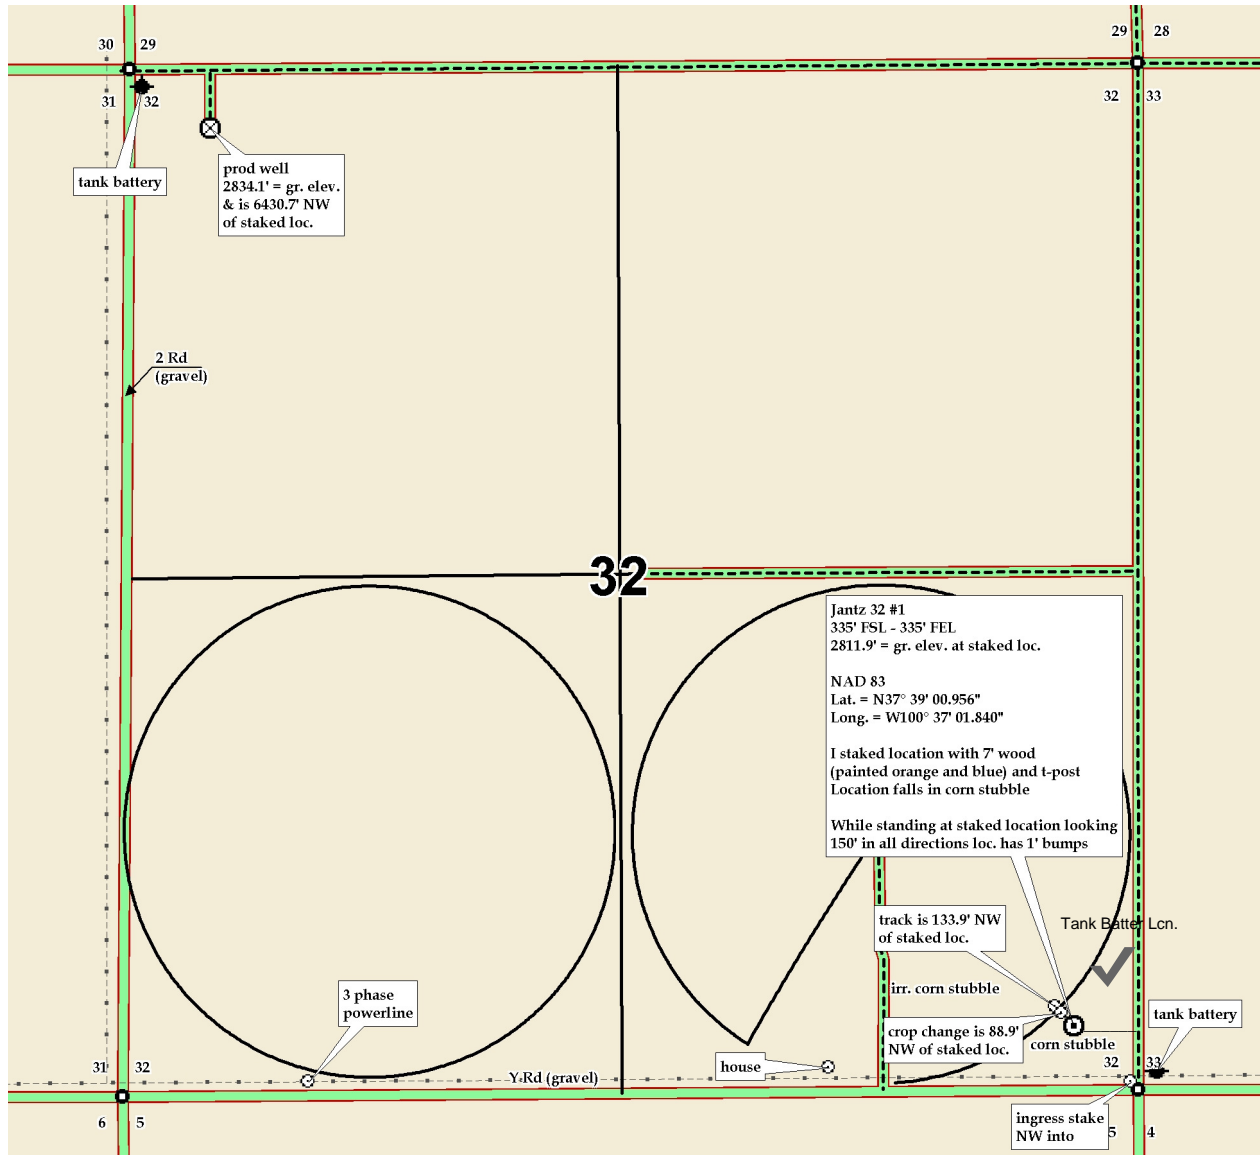 30 29
29 28
31 32
32 33
tank battery
prod well
2834.1' = gr. elev.
& is 6430.7' NW
of staked loc.
2 Rd
(gravel)
32
Jantz 32 #1
335' FSL - 335' FEL
2811.9' = gr. elev. at staked loc.
NAD 83
Lat. = N37° 39' 00.956"
Long. = W100° 37' 01.840"
I staked location with 7' wood
(painted orange and blue) and t-post
Location falls in corn stubble
While standing at staked location looking
150' in all directions loc. has 1' bumps
track is 133.9' NW
of staked loc.
Tank Batter Lcn.
irr. corn stubble
3 phase
powerline
crop change is 88.9'
NW of staked loc.
corn stubble
tank battery
31 32
house
Y Rd (gravel)
32 33
ingress stake
NW into
6 5
5 4